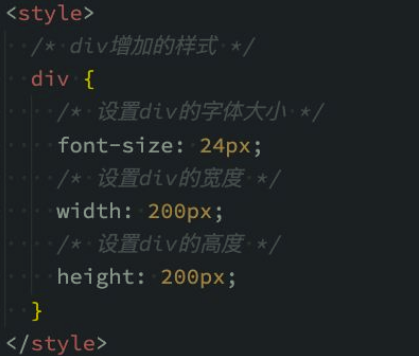 <style>
/* div增加的样式 */
div {
/* 设置div的字体大小 */
font-size: 24px;
/* 设置div的宽度 */
width: 200px;
/* 设置div的高度 */
height: 200px;
}
</style>